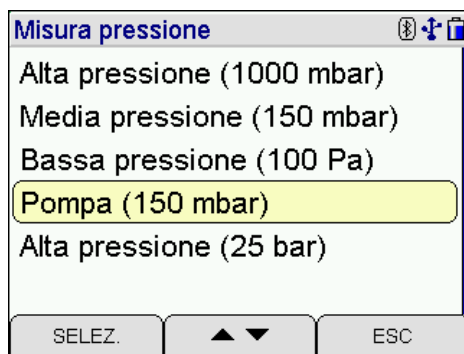 Misura pressione
Alta pressione (1000 mbar)
Media pressione (150 mbar)
Bassa pressione (100 Pa)
Pompa (150 mbar)
Alta pressione (25 bar)
SELEZ. ▲ ▼ ESC